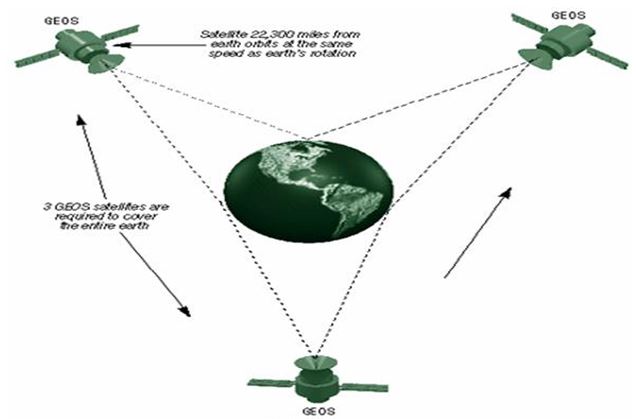 GEOS
GEOS
Satellite 22,300 miles from
earth orbits at the same
speed as earth's rotation
3 GEOS satellites are
required to cover
the entire earth
GEOS